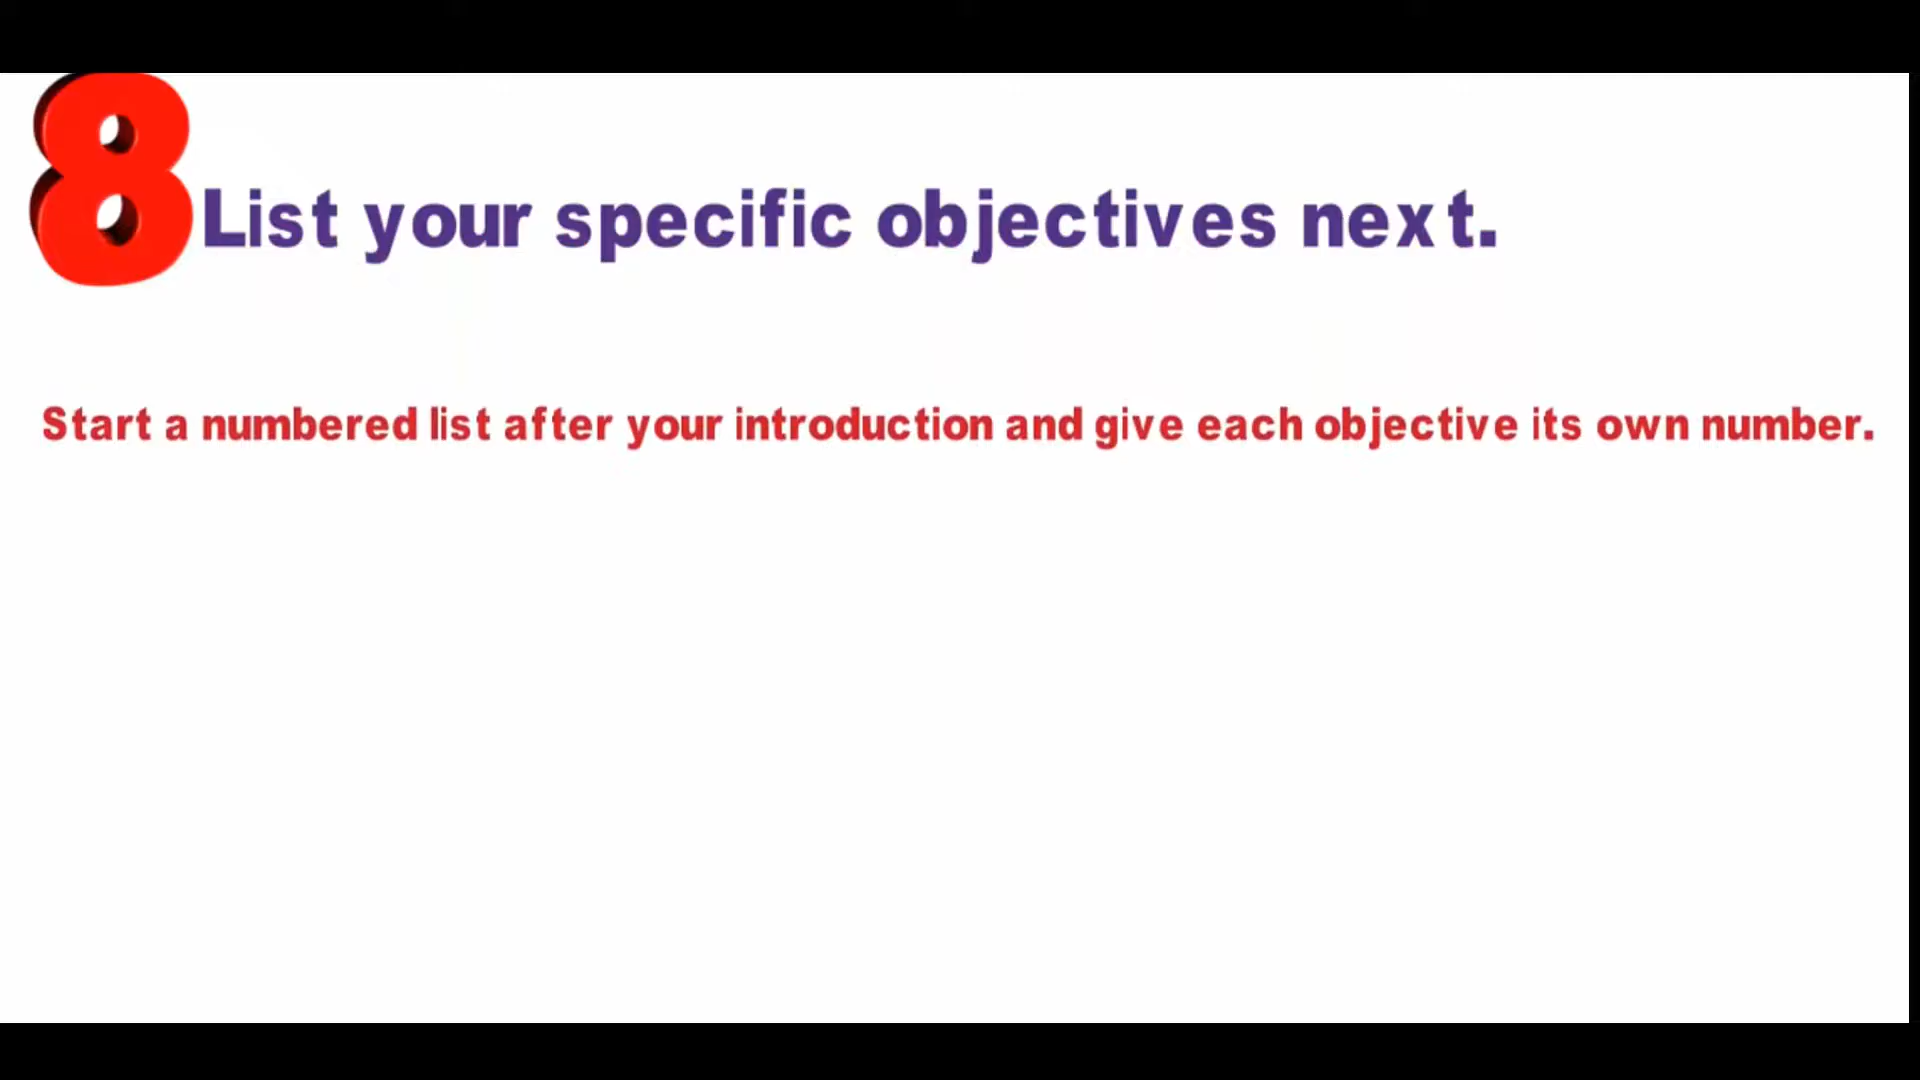 8 List your specific objectives next.
Start a numbered list after your introduction and give each objective its own number.